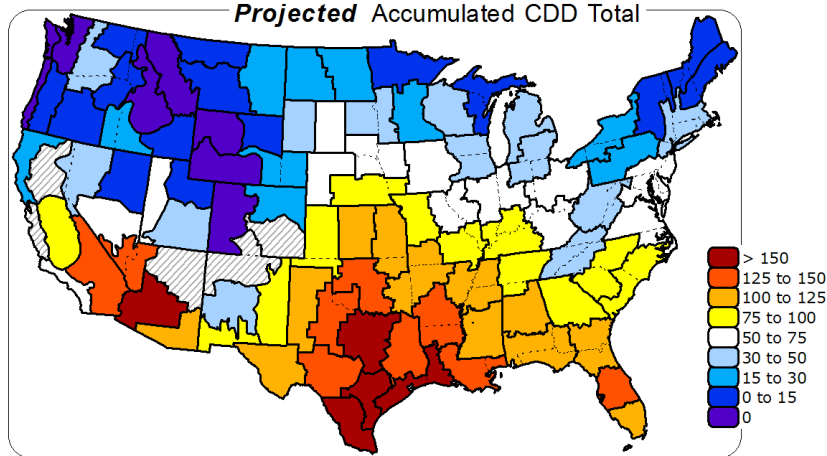 Projected Accumulated CDD Total
> 150
125 to 150
100 to 125
75 to 100
50 to 75
30 to 50
15 to 30
0 to 15
0